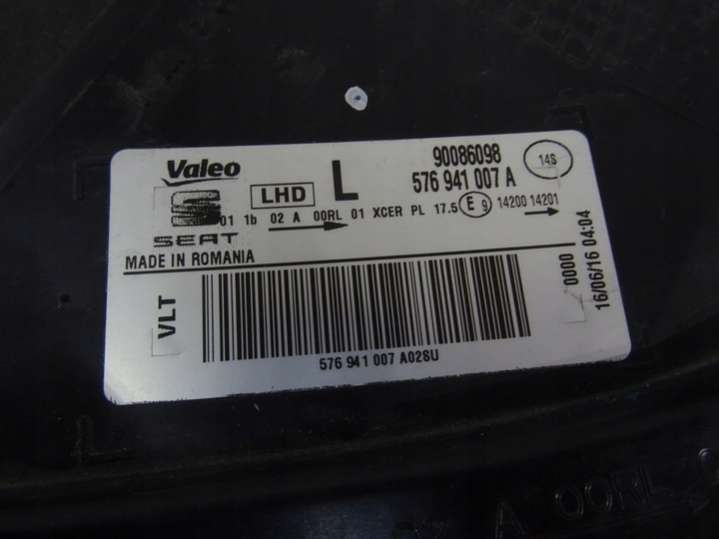 Valeo
LHD
L
90086098
576 941 007 A
14S
01 1b 02 A 00RL 01 XCER PL 17.5 E 9 14200 14201
SEAT
MADE IN ROMANIA
VLT
0000
16/06/16 04:04
576 941 007 A02SU
A 00RL